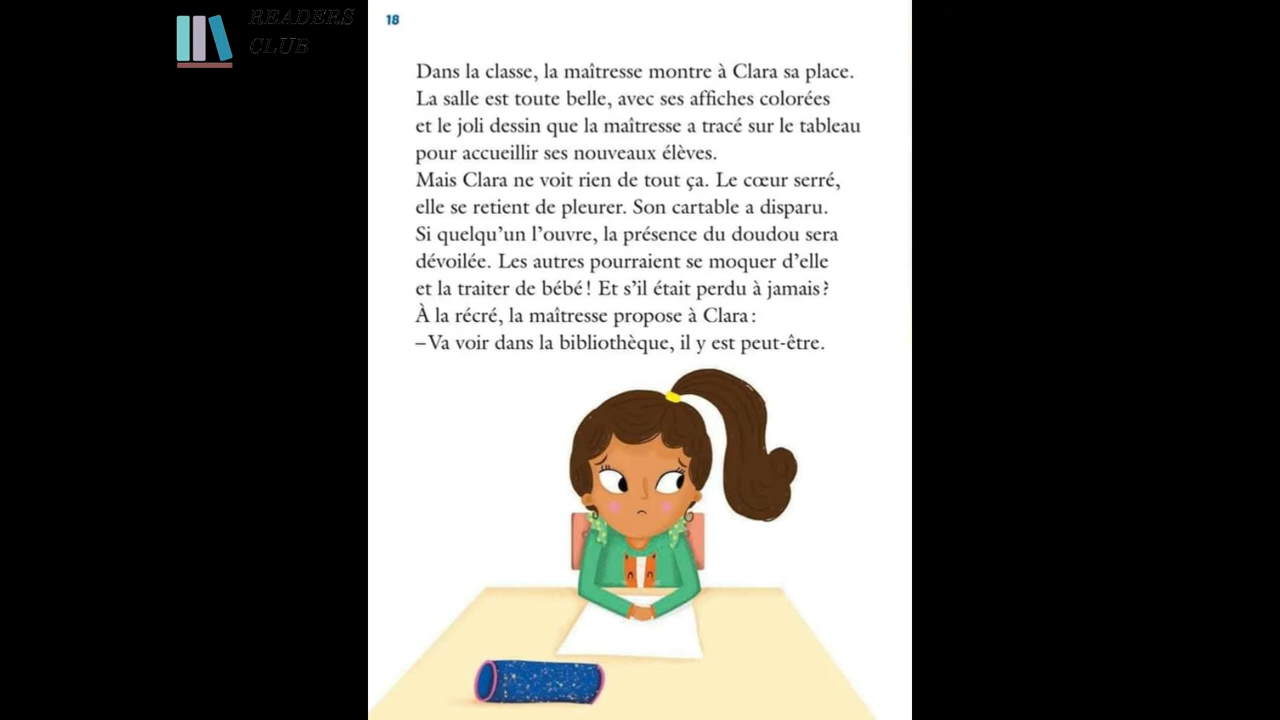 READERS
CLUB
18
Dans la classe, la maîtresse montre à Clara sa place.
La salle est toute belle, avec ses affiches colorées
et le joli dessin que la maîtresse a tracé sur le tableau
pour accueillir ses nouveaux élèves.
Mais Clara ne voit rien de tout ça. Le cœur serré,
elle se retient de pleurer. Son cartable a disparu.
Si quelqu’un l’ouvre, la présence du doudou sera
dévoilée. Les autres pourraient se moquer d’elle
et la traiter de bébé ! Et s’il était perdu à jamais ?
À la récré, la maîtresse propose à Clara :
– Va voir dans la bibliothèque, il y est peut-être.